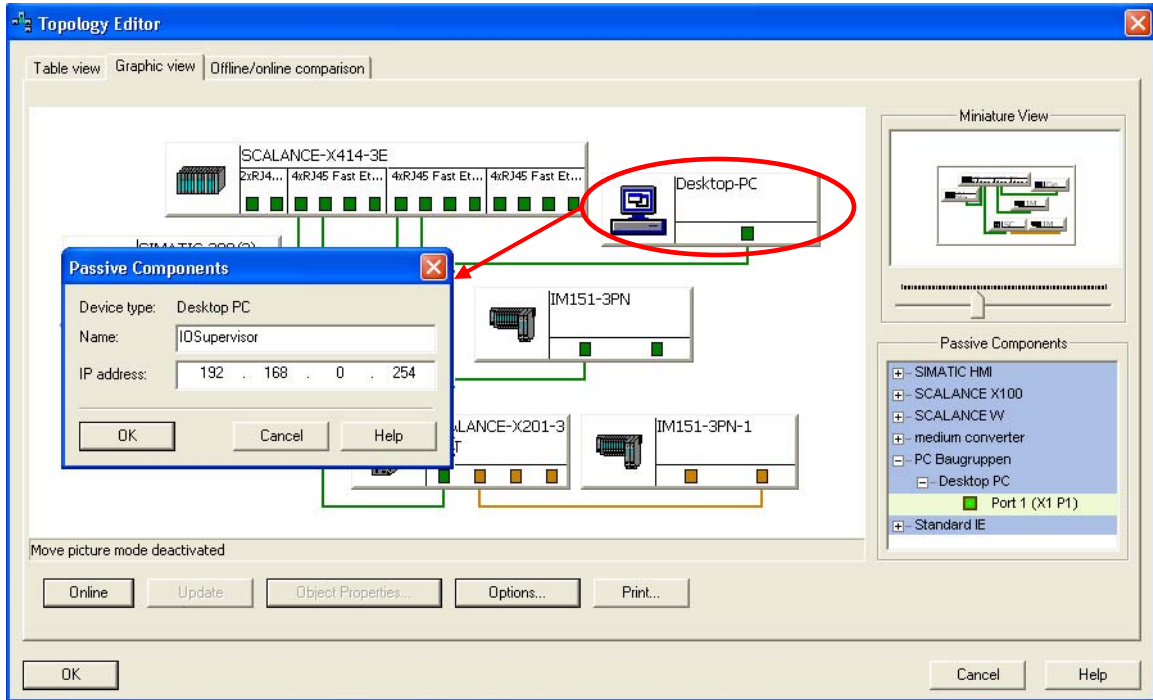 Topology Editor
Table view Graphic view Offline/online comparison
SCALANCE-X414-3E
2xRJ4... 4xRJ45 Fast Et... 4xRJ45 Fast Et... 4xRJ45 Fast Et...
Desktop-PC
Passive Components
Device type: Desktop PC
Name: IOSupervisor
IP address: 192 . 168 . 0 . 254
OK Cancel Help
IM151-3PN
IM151-3PN-1
Move picture mode deactivated
Online Update Object Properties... Options... Print...
Miniature View
Passive Components
SIMATIC HMI
SCALANCE X100
SCALANCE W
medium converter
PC Baugruppen
Desktop PC
Port 1 (X1 P1)
Standard IE
OK Cancel Help